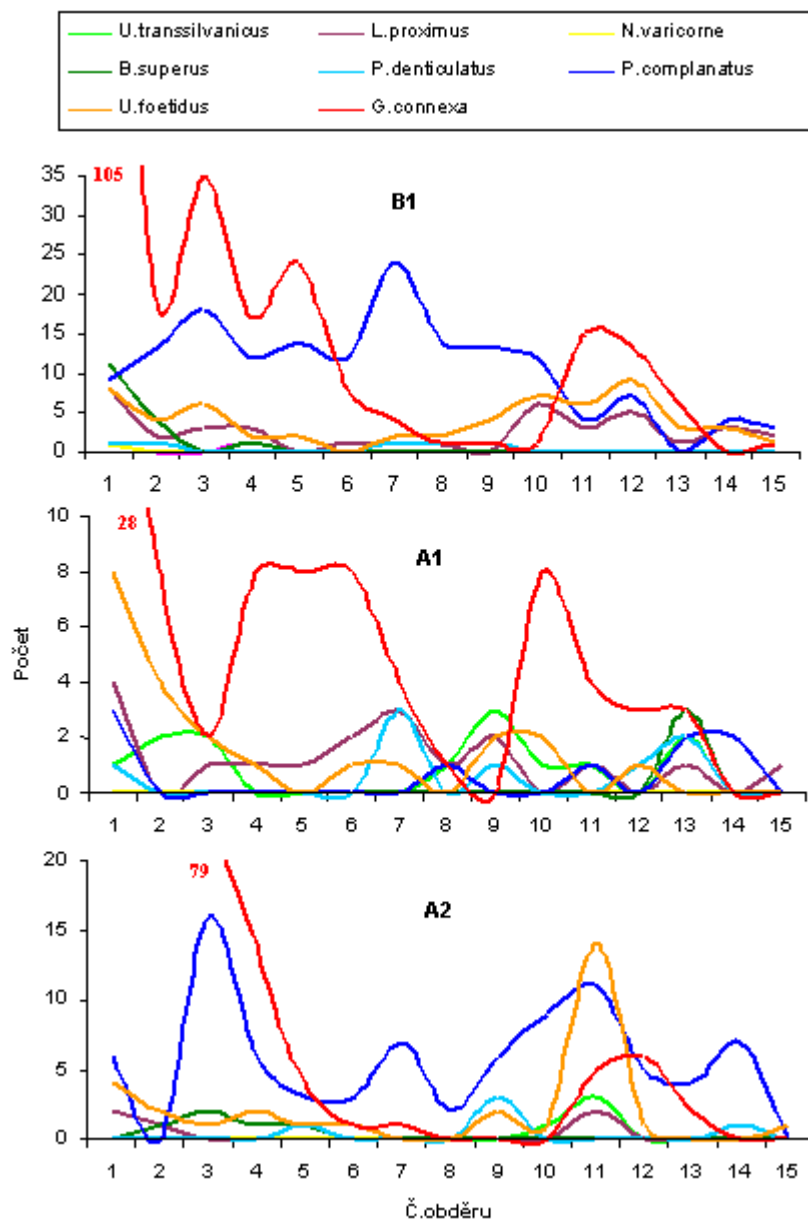 U.transsilvanicus L.proximus N.varicorne
B.superus P.denticulatus P.complanatus
U.foetidus G.connexa
105
B1
35
30
25
20
15
10
5
0
1 2 3 4 5 6 7 8 9 10 11 12 13 14 15
28
A1
Počet
10
8
6
4
2
0
1 2 3 4 5 6 7 8 9 10 11 12 13 14 15
79
A2
20
15
10
5
0
1 2 3 4 5 6 7 8 9 10 11 12 13 14 15
Č.obděru